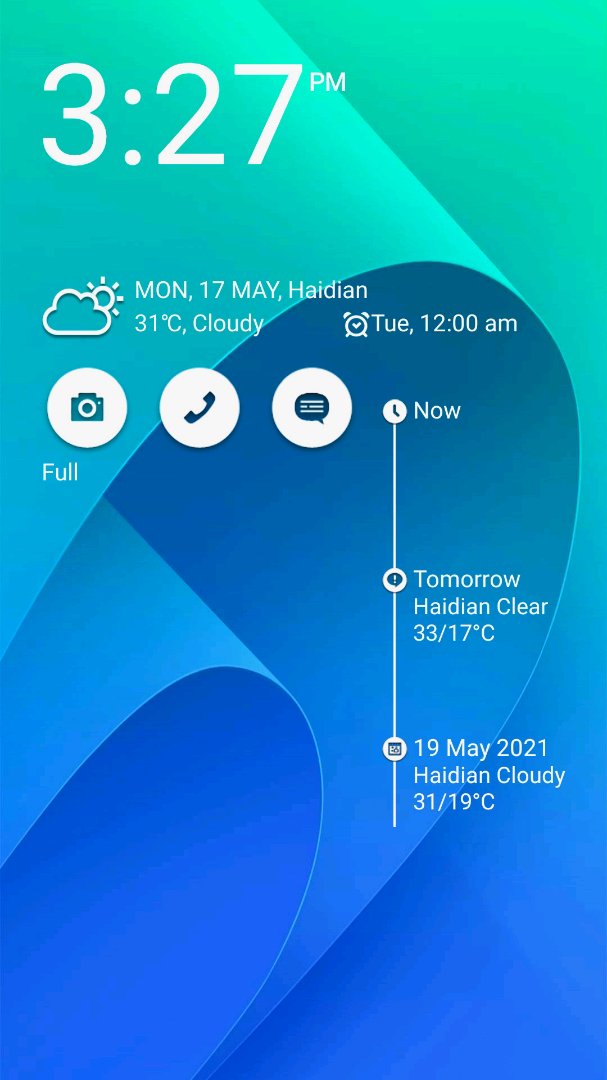 3:27 PM
MON, 17 MAY, Haidian
31°C, Cloudy Tue, 12:00 am
Now
Full
Tomorrow
Haidian Clear
33/17°C
19 May 2021
Haidian Cloudy
31/19°C